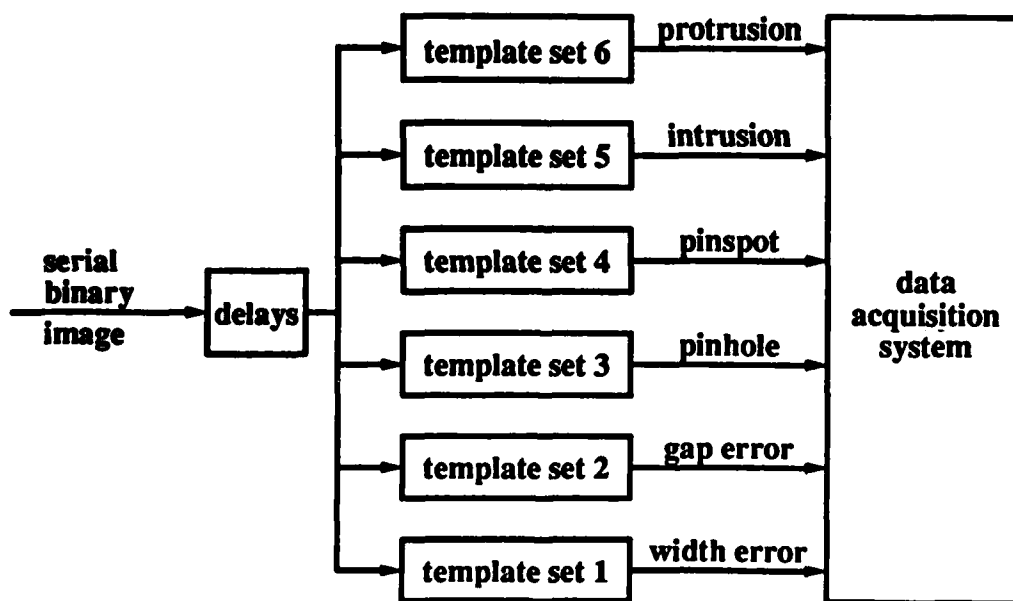 template set 6
protrusion
template set 5
intrusion
serial
binary
image
delays
template set 4
pinspot
data
acquisition
system
template set 3
pinhole
template set 2
gap error
template set 1
width error